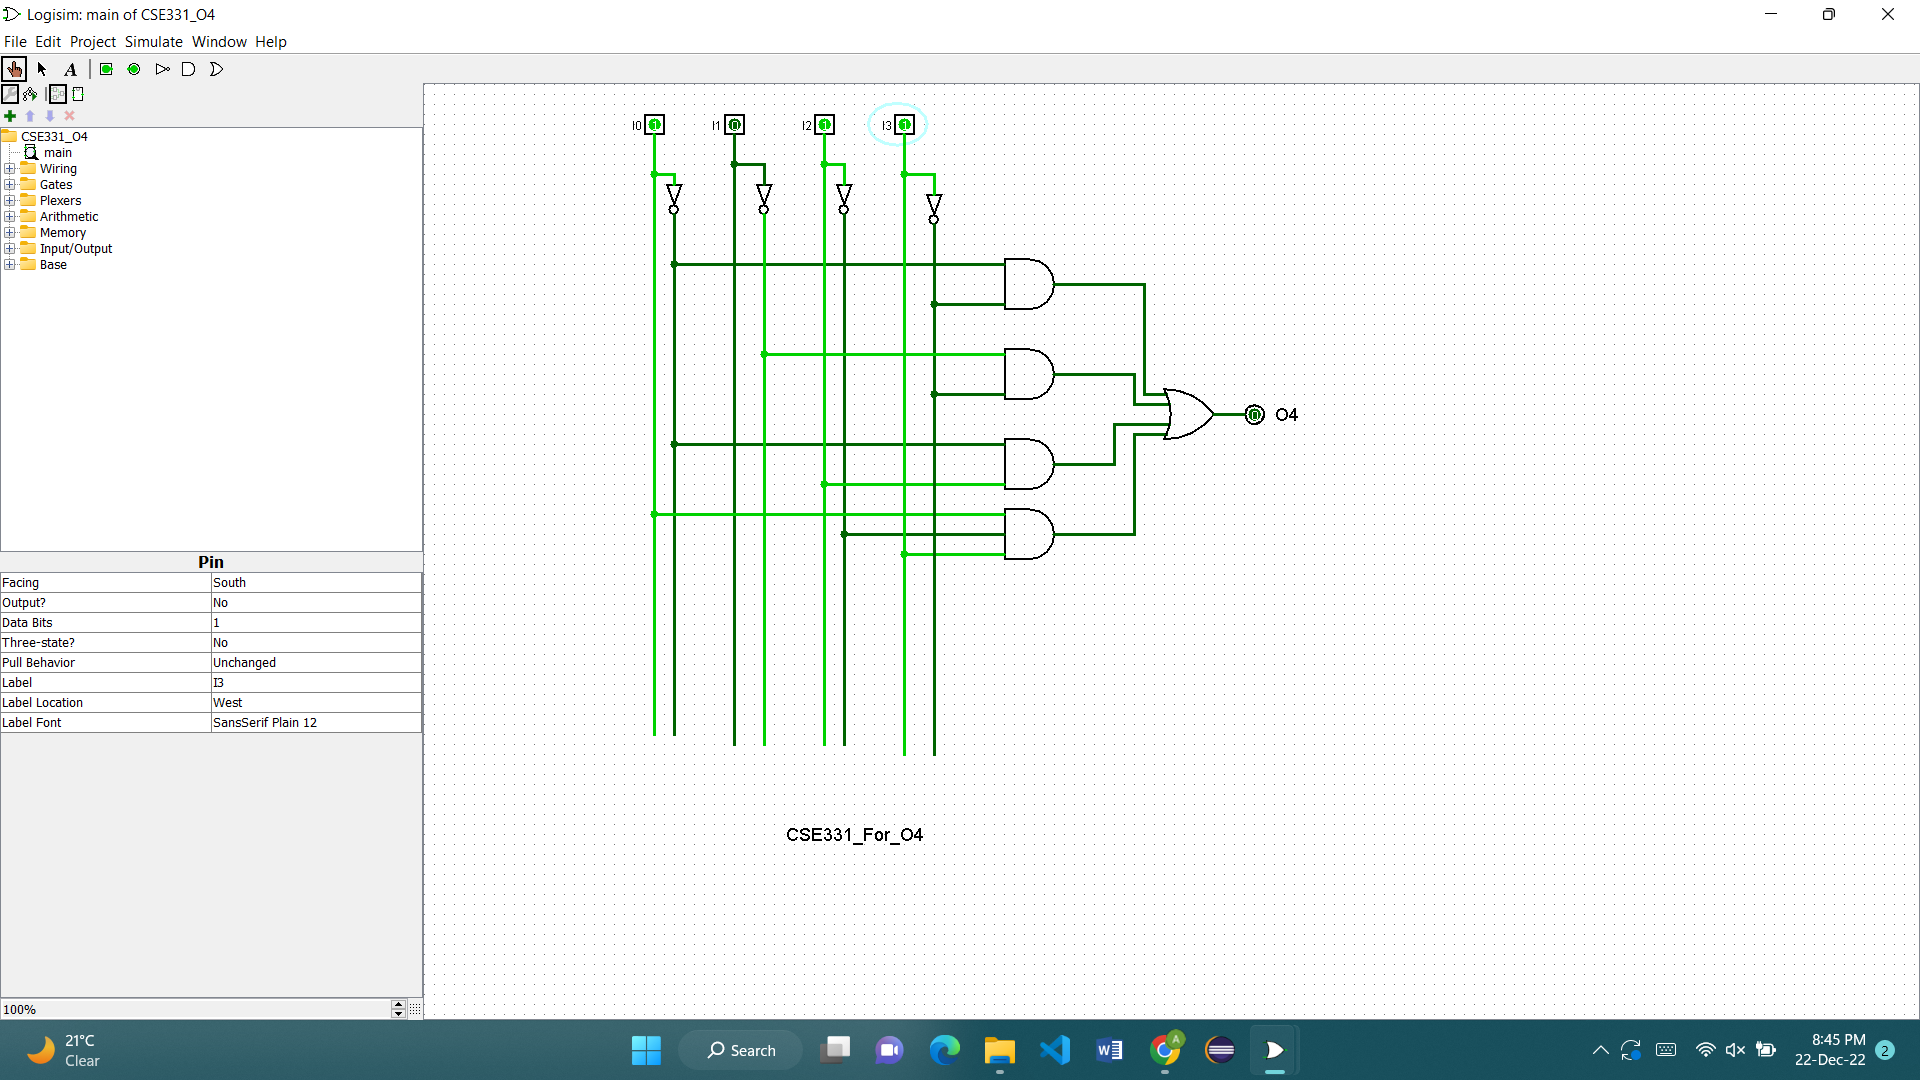 Logisim: main of CSE331_O4
File Edit Project Simulate Window Help
A
CSE331_O4
main
Wiring
Gates
Plexers
Arithmetic
Memory
Input/Output
Base
Pin
Facing South
Output? No
Data Bits 1
Three-state? No
Pull Behavior Unchanged
Label I3
Label Location West
Label Font SansSerif Plain 12
100%
I0 1 I1 0 I2 1 I3 1
0 O4
CSE331_For_O4
21°C
Clear
Search
A
8:45 PM
22-Dec-22
2